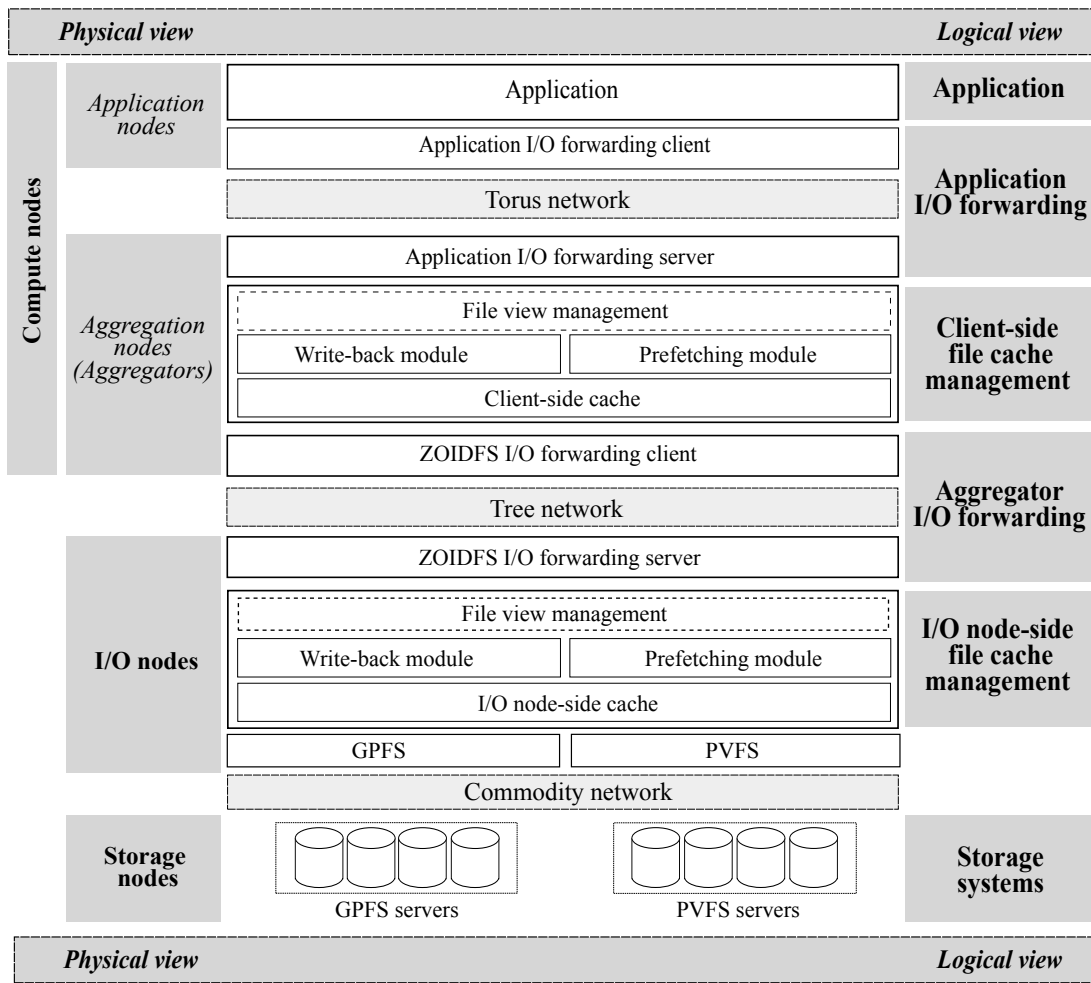 Physical view
Logical view
Compute nodes
Application
nodes
Application
Application
Application I/O forwarding client
Torus network
Application
I/O forwarding
Application I/O forwarding server
Aggregation
nodes
(Aggregators)
File view management
Write-back module
Prefetching module
Client-side cache
Client-side
file cache
management
ZOIDFS I/O forwarding client
Tree network
Aggregator
I/O forwarding
ZOIDFS I/O forwarding server
I/O nodes
File view management
Write-back module
Prefetching module
I/O node-side cache
I/O node-side
file cache
management
GPFS
PVFS
Commodity network
Storage
nodes
GPFS servers
PVFS servers
Storage
systems
Physical view
Logical view